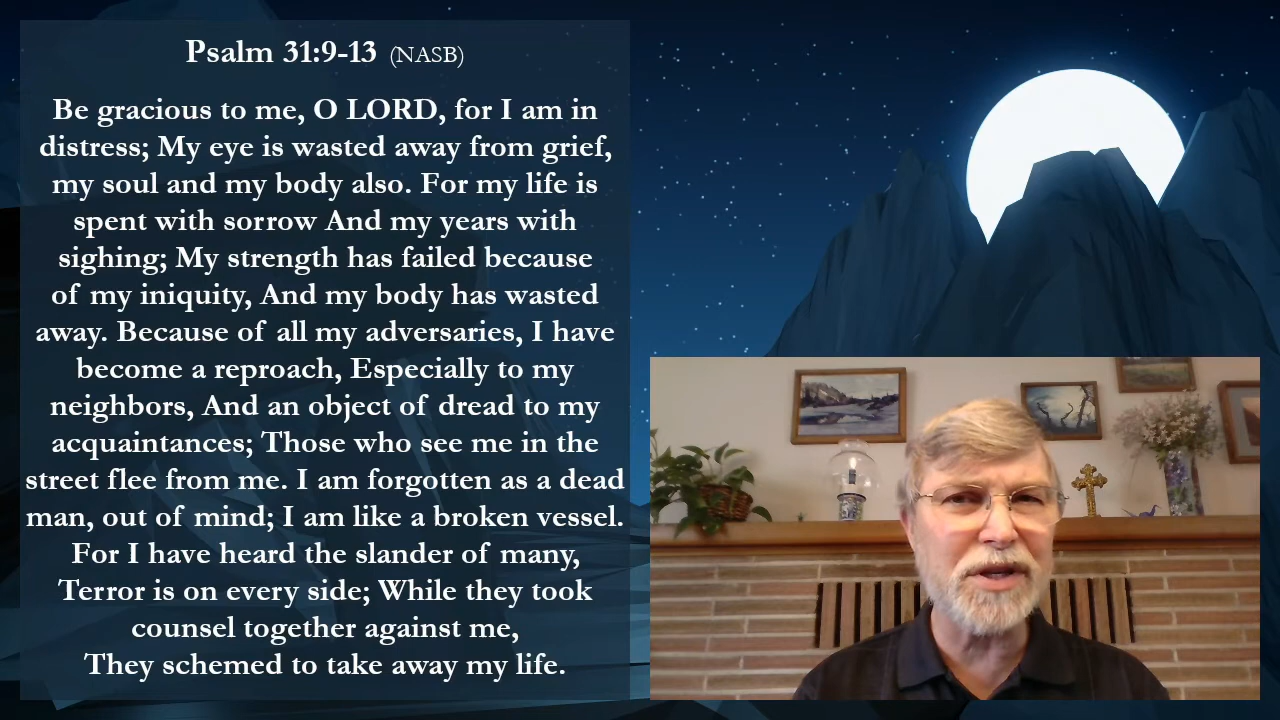 Psalm 31:9-13 (NASB)
Be gracious to me, O LORD, for I am in
distress; My eye is wasted away from grief,
my soul and my body also. For my life is
spent with sorrow And my years with
sighing; My strength has failed because
of my iniquity, And my body has wasted
away. Because of all my adversaries, I have
become a reproach, Especially to my
neighbors, And an object of dread to my
acquaintances; Those who see me in the
street flee from me. I am forgotten as a dead
man, out of mind; I am like a broken vessel.
For I have heard the slander of many,
Terror is on every side; While they took
counsel together against me,
They schemed to take away my life.